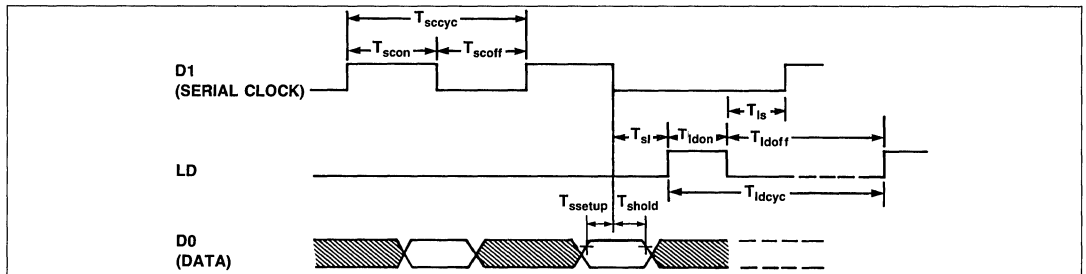 Tsccyc
Tscon Tscoff
D1
(SERIAL CLOCK)
Tls
Tsl Tldon Tldoff
LD
Tldcyc
Tssetup Tshold
D0
(DATA)